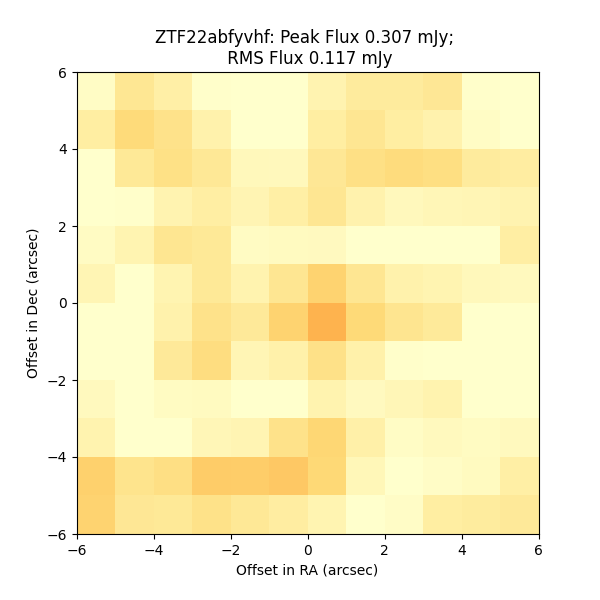 ZTF22abfyvhf: Peak Flux 0.307 mJy;
RMS Flux 0.117 mJy
6
4
2
0
−2
−4
−6
Offset in Dec (arcsec)
−6 −4 −2 0 2 4 6
Offset in RA (arcsec)